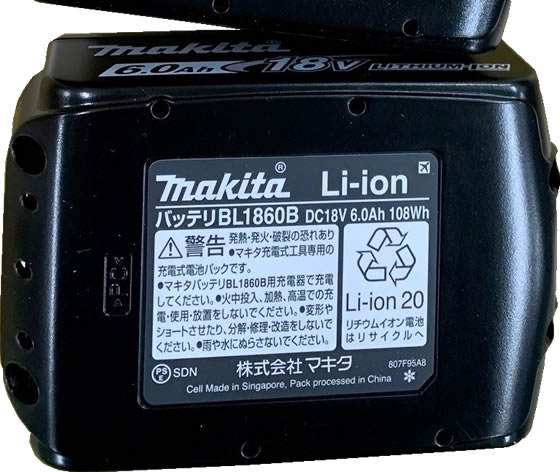 makita
6.0Ah 18V LITHIUM-ION
makita® Li-ion
バッテリBL1860B DC18V 6.0Ah 108Wh
警告 発熱・発火・破裂の恐れあり
●マキタ充電式工具専用の
充電式電池パックです。
●マキタバッテリBL1860B用充電器で充電
してください。●火中投入、加熱、高温での充
電・使用・放置をしないでください。●変形や
ショートさせたり、分解・修理・改造をしないで
ください。●雨や水にぬらさないでください。
Li-ion 20
リチウムイオン電池
はリサイクルへ
PS
E SDN 株式会社マキタ 807F95A8
Cell Made in Singapore, Pack processed in China